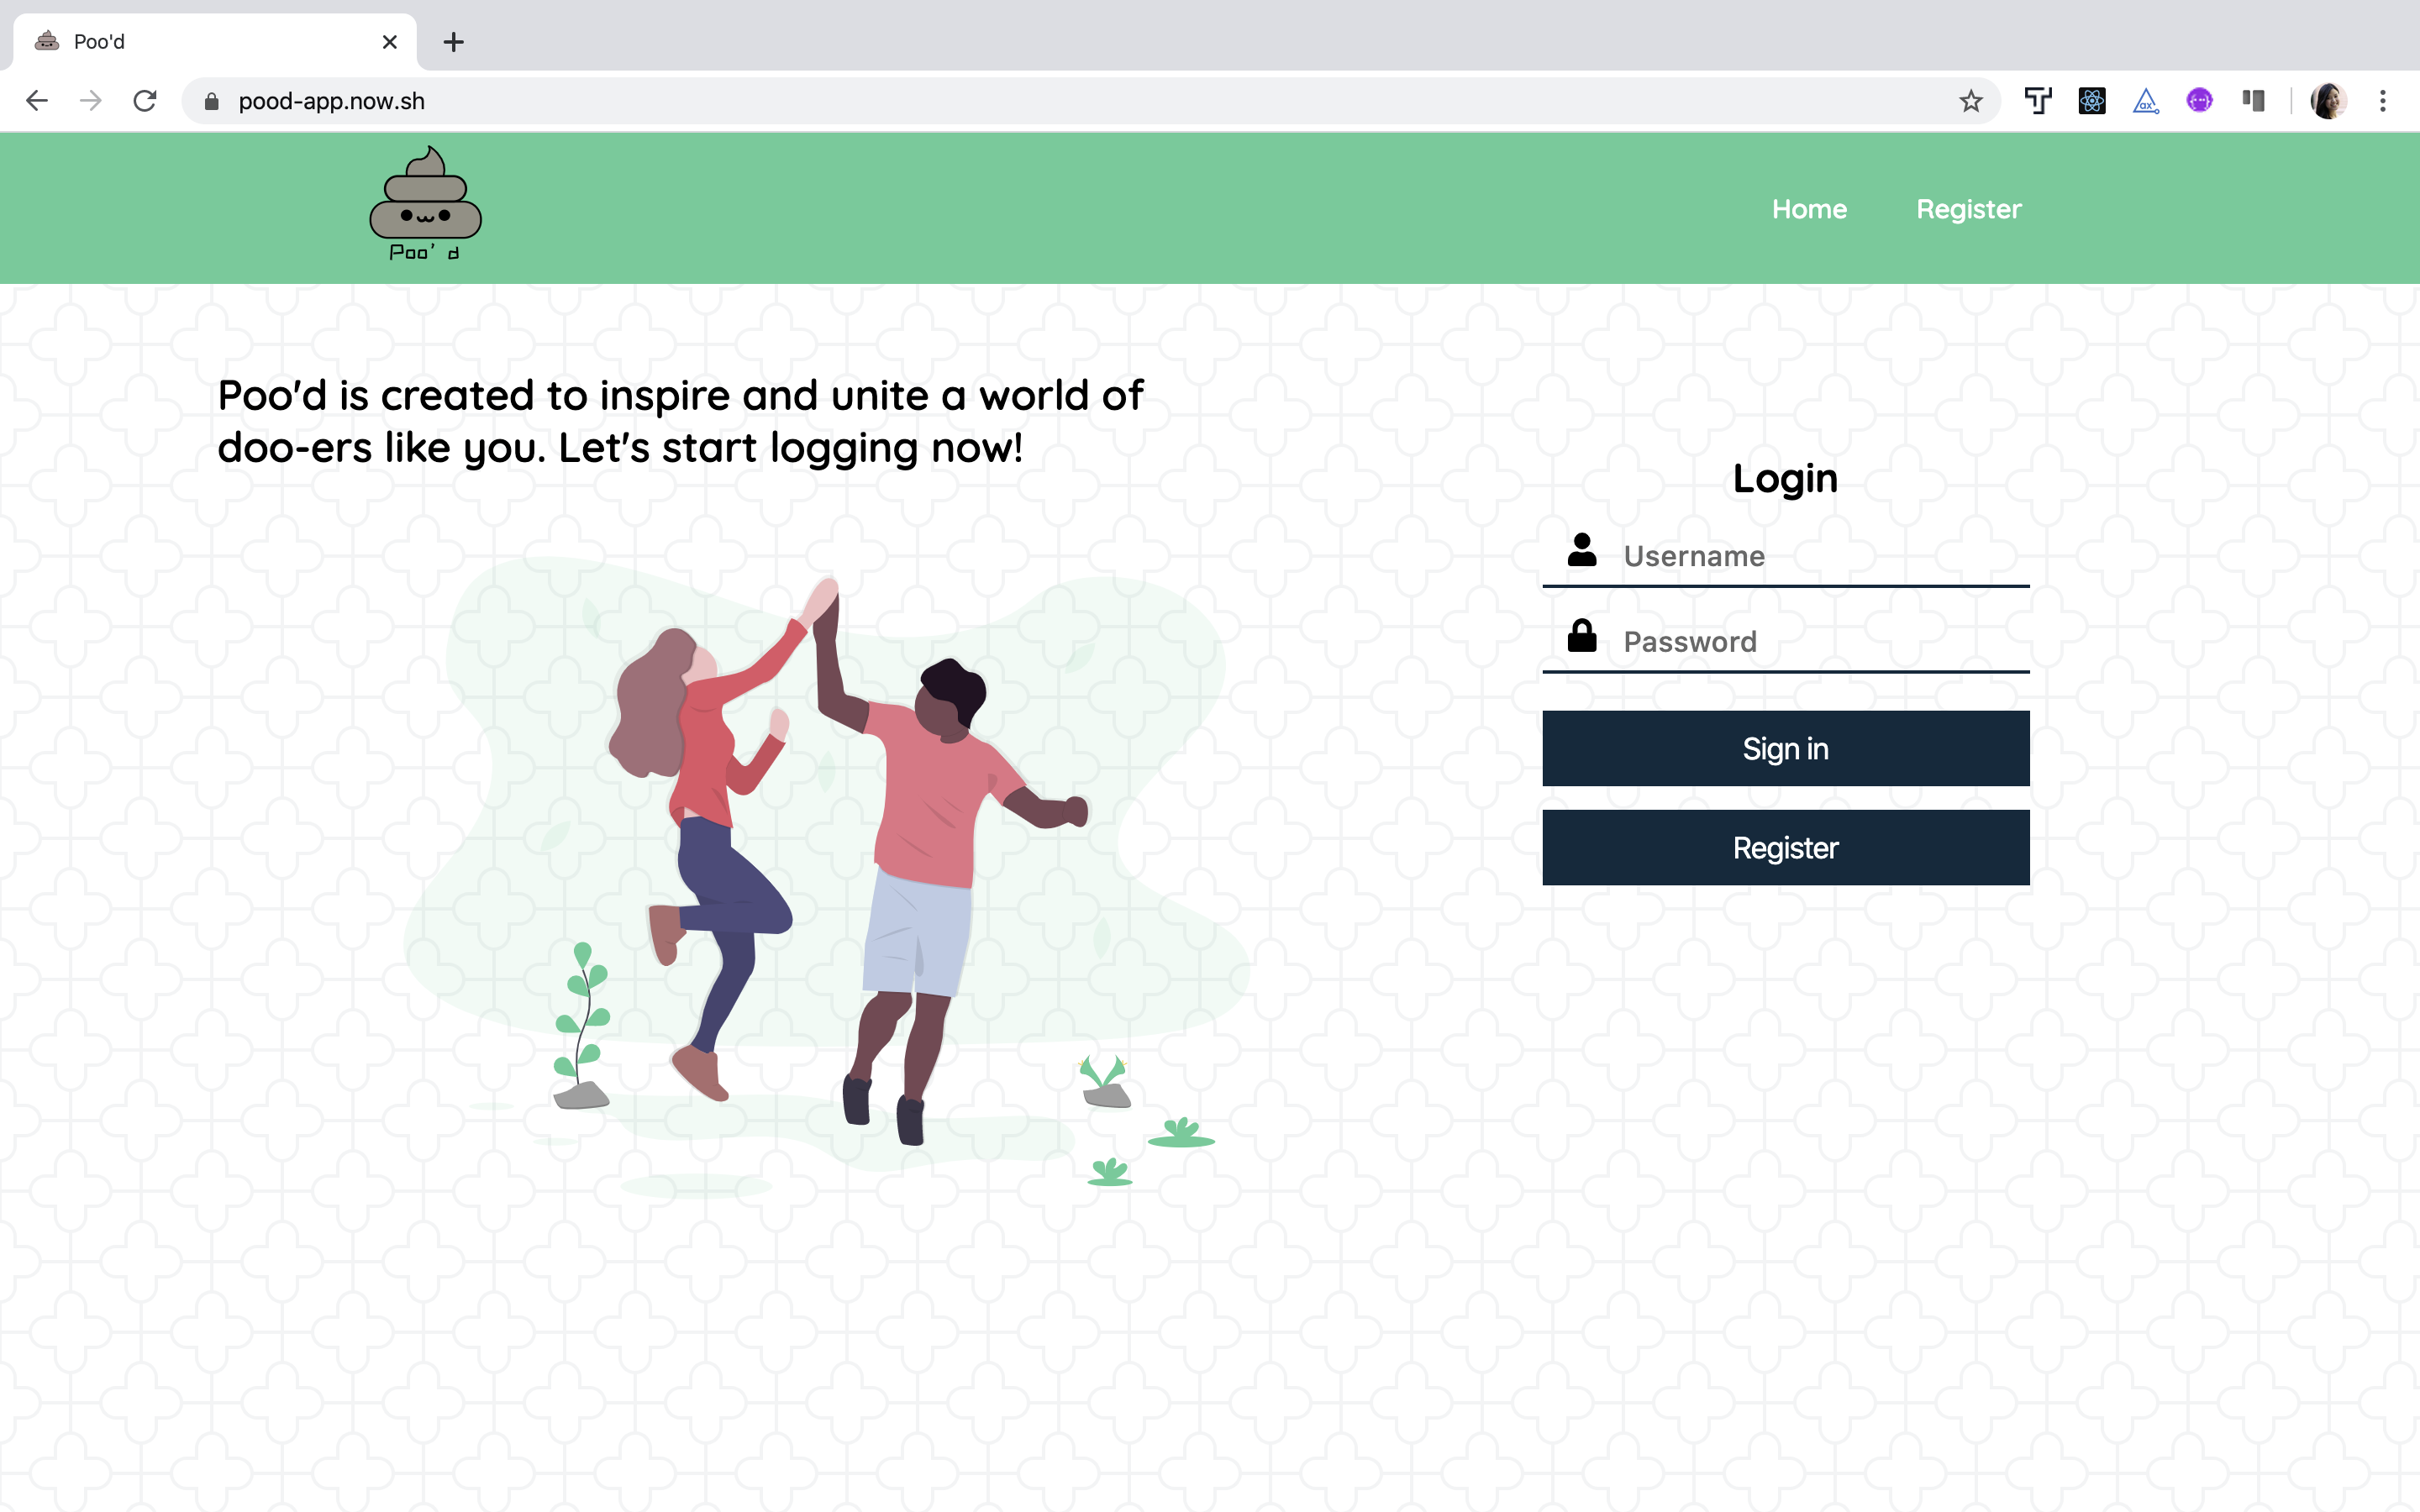 Poo'd
pood-app.now.sh
ax
Poo'd
Home
Register
Poo'd is created to inspire and unite a world of
doo-ers like you. Let's start logging now!
Login
Username
Password
Sign in
Register